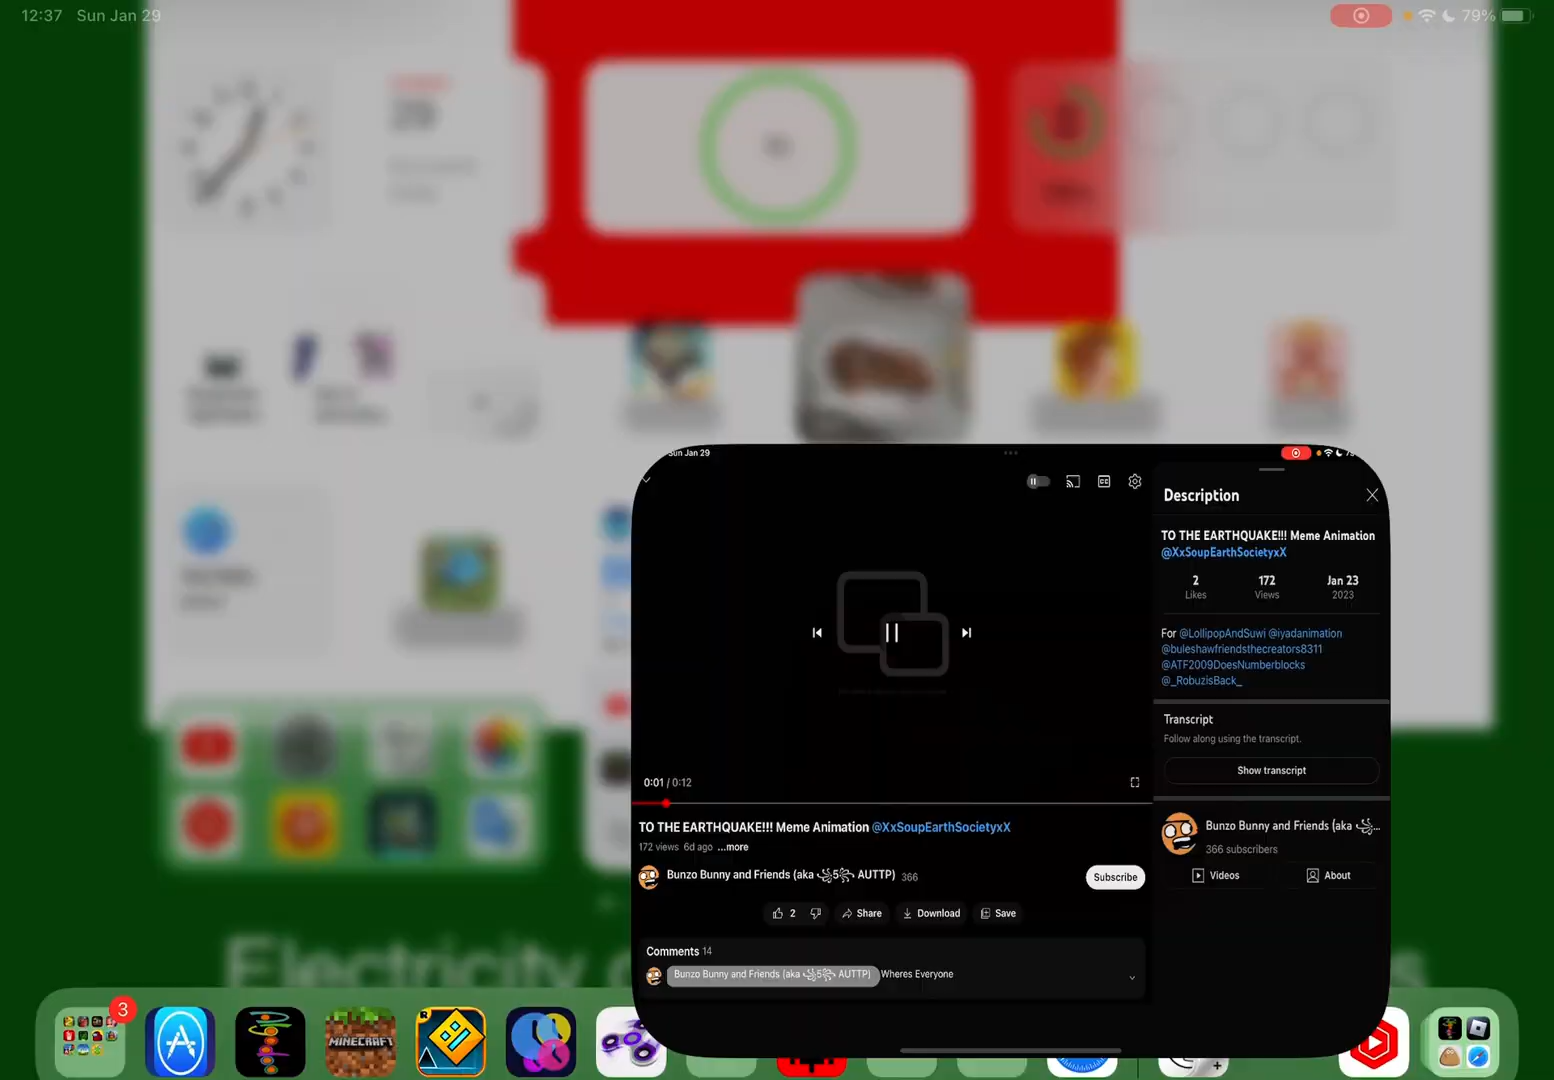 12:37 Sun Jan 29
79%
29
Sun Jan 29
Description
TO THE EARTHQUAKE!!! Meme Animation
@XxSoupEarthSocietyxX
2 172 Jan 23
Likes Views 2023
For @LollipopAndSuwi @iyadanimation
@buleshawfriendsthecreators8311
@ATF2009DoesNumberblocks
@_RobuzisBack_
Transcript
Follow along using the transcript.
Show transcript
0:01 / 0:12
TO THE EARTHQUAKE!!! Meme Animation @XxSoupEarthSocietyxX
172 views 6d ago ...more
Bunzo Bunny and Friends (aka ꧁5꧂ AUTTP) 366
Subscribe
Bunzo Bunny and Friends (aka ꧁...
366 subscribers
Videos About
2 Share Download Save
Comments 14
Bunzo Bunny and Friends (aka ꧁5꧂ AUTTP) Wheres Everyone
Electricity
3
MINECRAFT